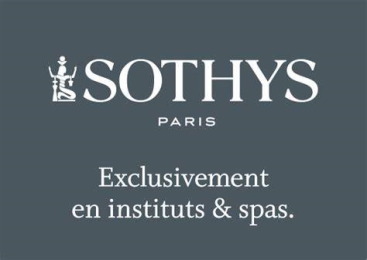 SOTHYS
PARIS
Exclusivement
en instituts & spas.